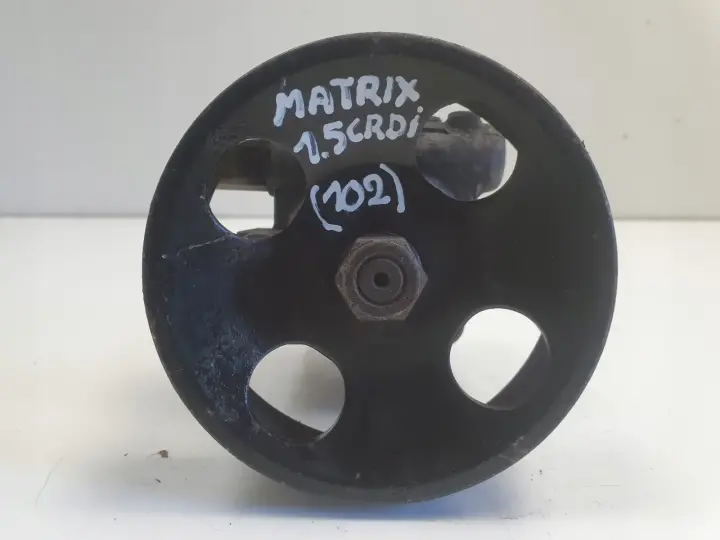 MATRIX
1.5CRDi
(102)